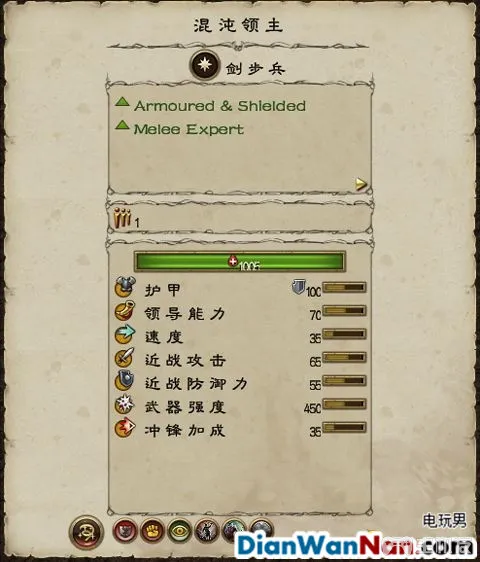 混沌领主
剑步兵
Armoured & Shielded
Melee Expert
1
1005
护甲 100
领导能力 70
速度 35
近战攻击 65
近战防御力 55
武器强度 450
冲锋加成 35
电玩男
DianWanNan.com